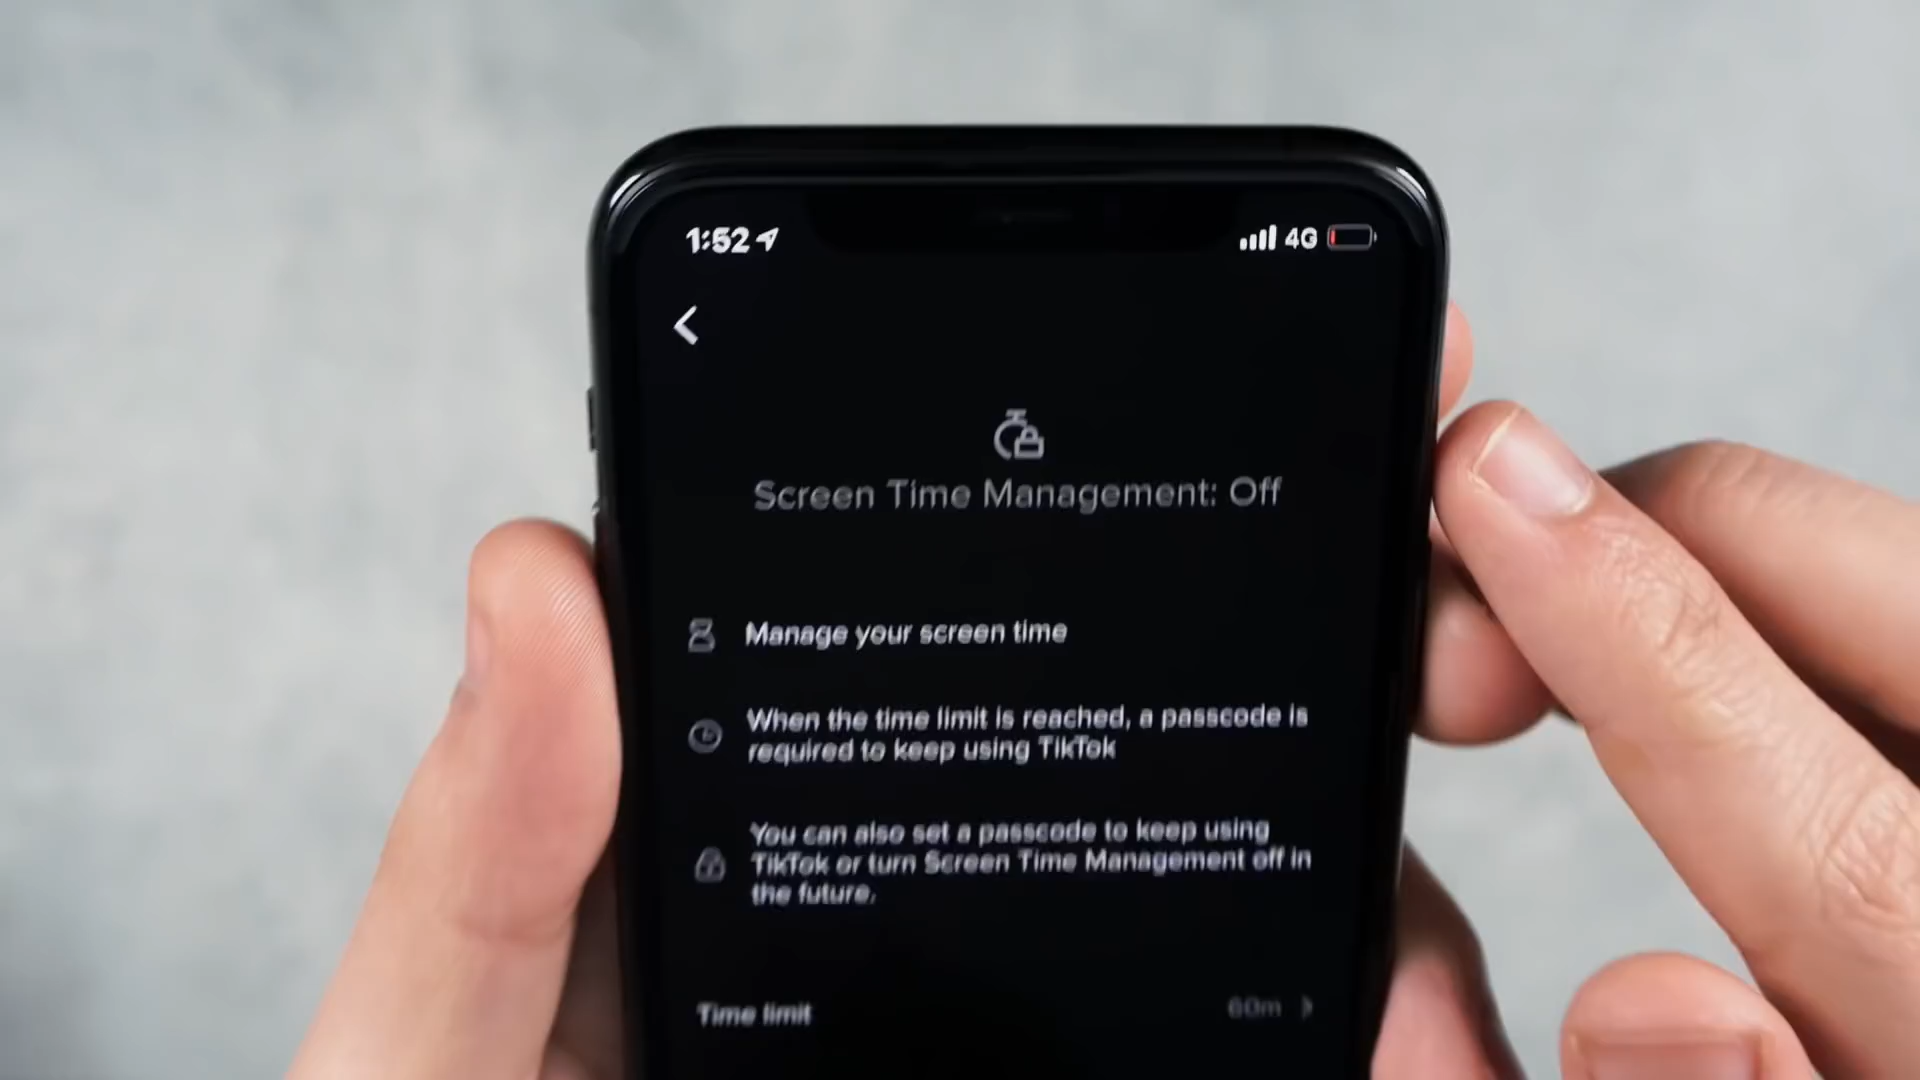 1:52
4G
Screen Time Management: Off
Manage your screen time
When the time limit is reached, a passcode is
required to keep using TikTok
You can also set a passcode to keep using
TikTok or turn Screen Time Management off in
the future.
Time limit 60m